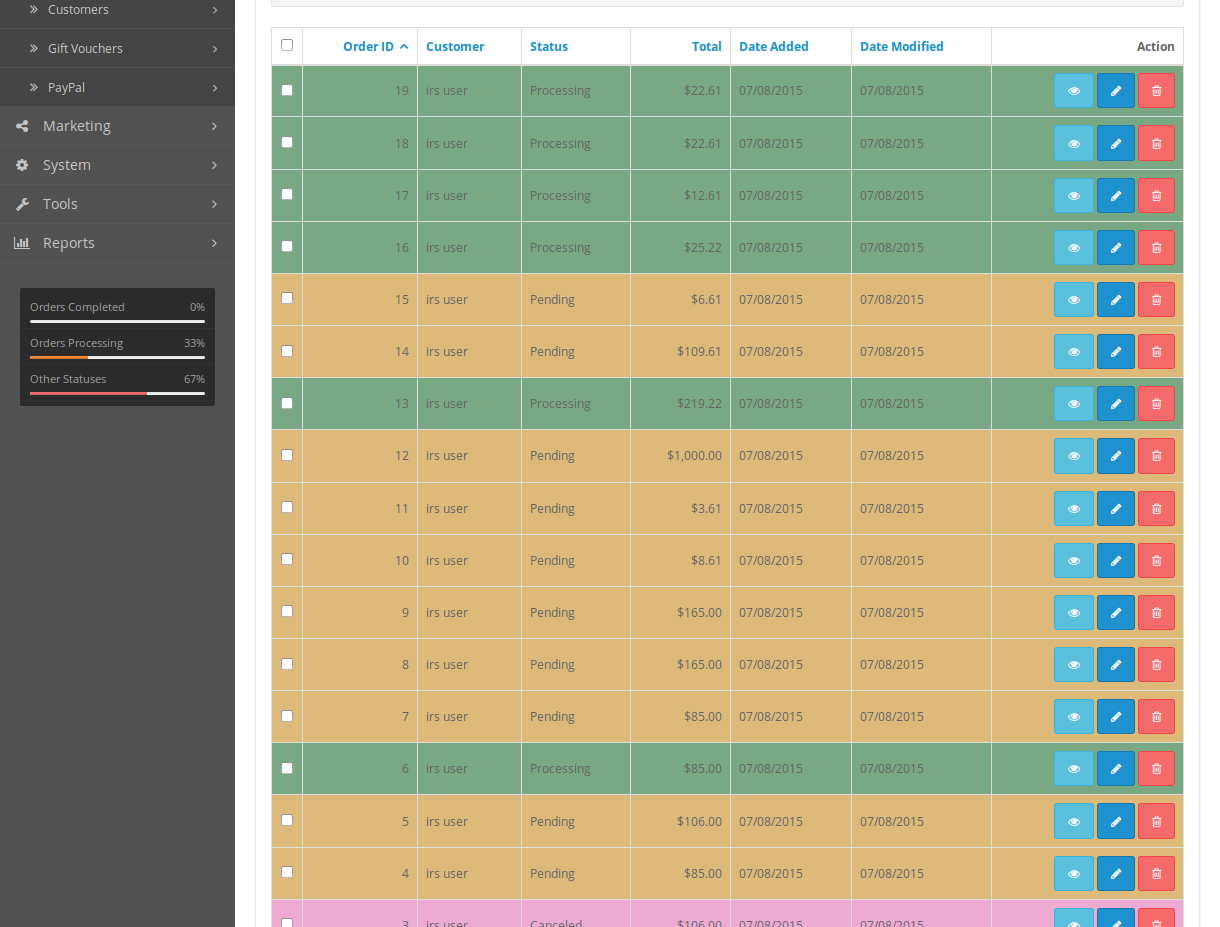 Customers
Gift Vouchers
PayPal
Marketing
System
Tools
Reports
Orders Completed 0%
Orders Processing 33%
Other Statuses 67%
Order ID Customer Status Total Date Added Date Modified Action
19 irs user Processing $22.61 07/08/2015 07/08/2015
18 irs user Processing $22.61 07/08/2015 07/08/2015
17 irs user Processing $12.61 07/08/2015 07/08/2015
16 irs user Processing $25.22 07/08/2015 07/08/2015
15 irs user Pending $6.61 07/08/2015 07/08/2015
14 irs user Pending $109.61 07/08/2015 07/08/2015
13 irs user Processing $219.22 07/08/2015 07/08/2015
12 irs user Pending $1,000.00 07/08/2015 07/08/2015
11 irs user Pending $3.61 07/08/2015 07/08/2015
10 irs user Pending $8.61 07/08/2015 07/08/2015
9 irs user Pending $165.00 07/08/2015 07/08/2015
8 irs user Pending $165.00 07/08/2015 07/08/2015
7 irs user Pending $85.00 07/08/2015 07/08/2015
6 irs user Processing $85.00 07/08/2015 07/08/2015
5 irs user Pending $106.00 07/08/2015 07/08/2015
4 irs user Pending $85.00 07/08/2015 07/08/2015
3 irs user Canceled $106.00 07/08/2015 07/08/2015